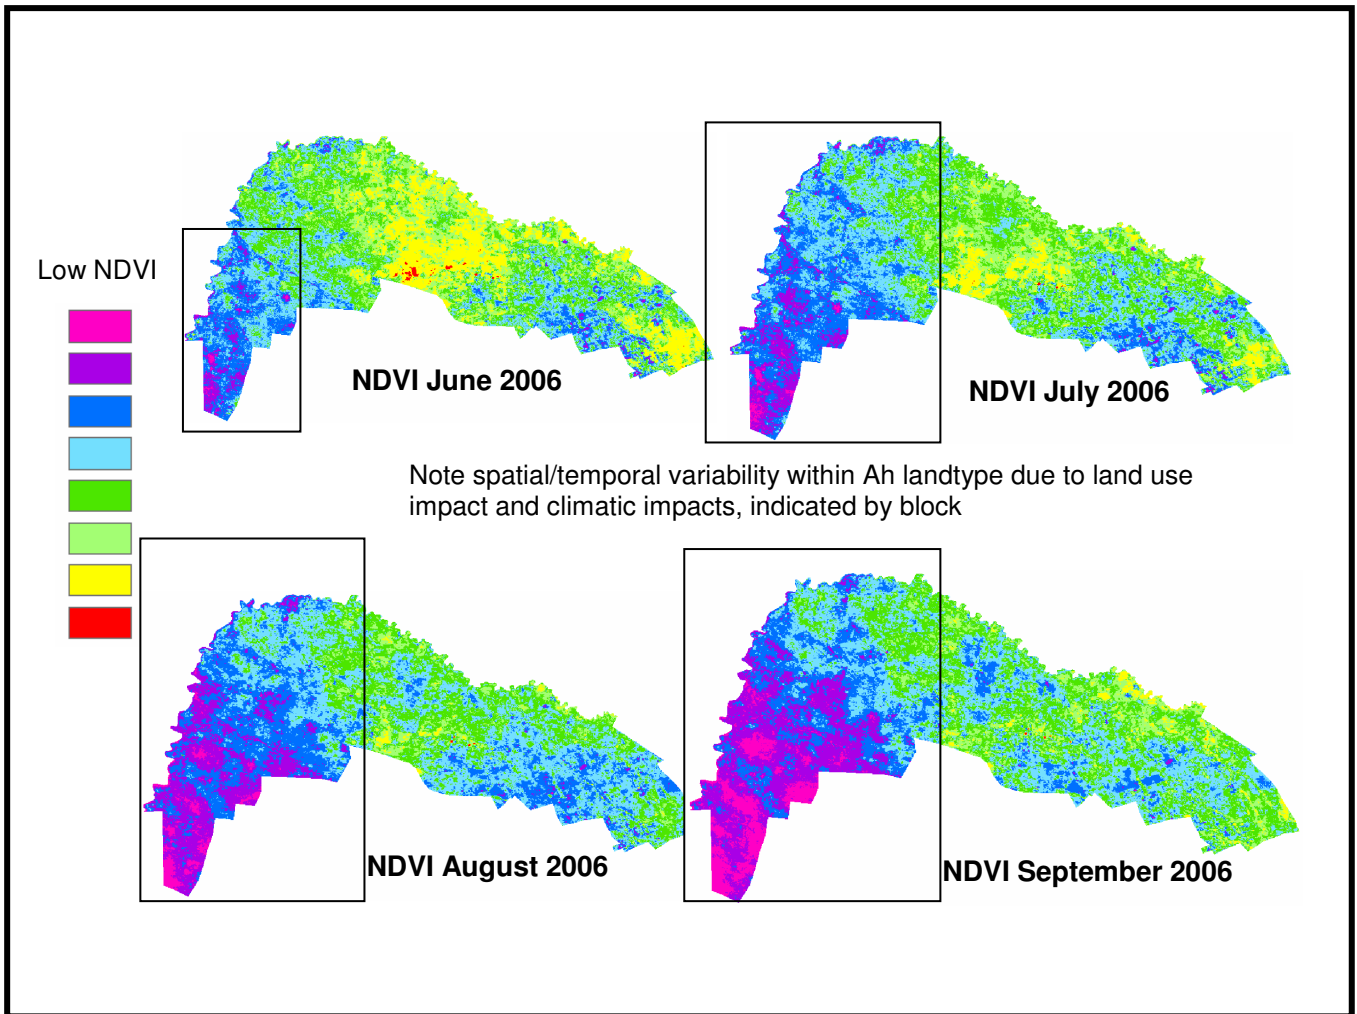 Low NDVI
NDVI June 2006
NDVI July 2006
Note spatial/temporal variability within Ah landtype due to land use
impact and climatic impacts, indicated by block
NDVI August 2006
NDVI September 2006